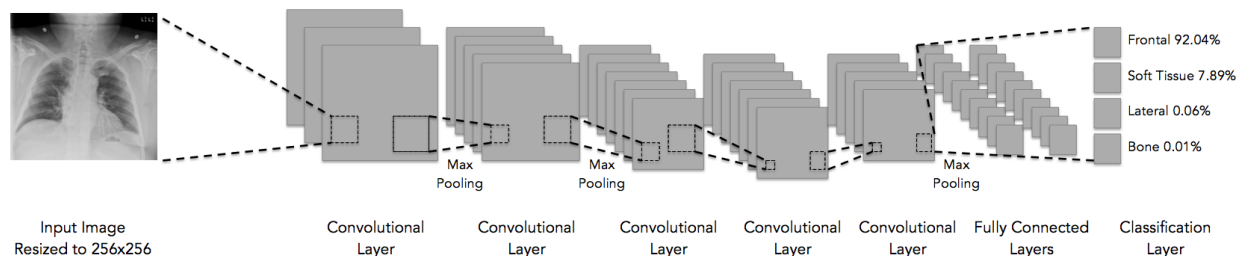 Frontal 92.04%
Soft Tissue 7.89%
Lateral 0.06%
Bone 0.01%
Max
Pooling
Max
Pooling
Max
Pooling
Input Image
Resized to 256x256
Convolutional
Layer
Convolutional
Layer
Convolutional
Layer
Convolutional
Layer
Convolutional
Layer
Fully Connected
Layers
Classification
Layer